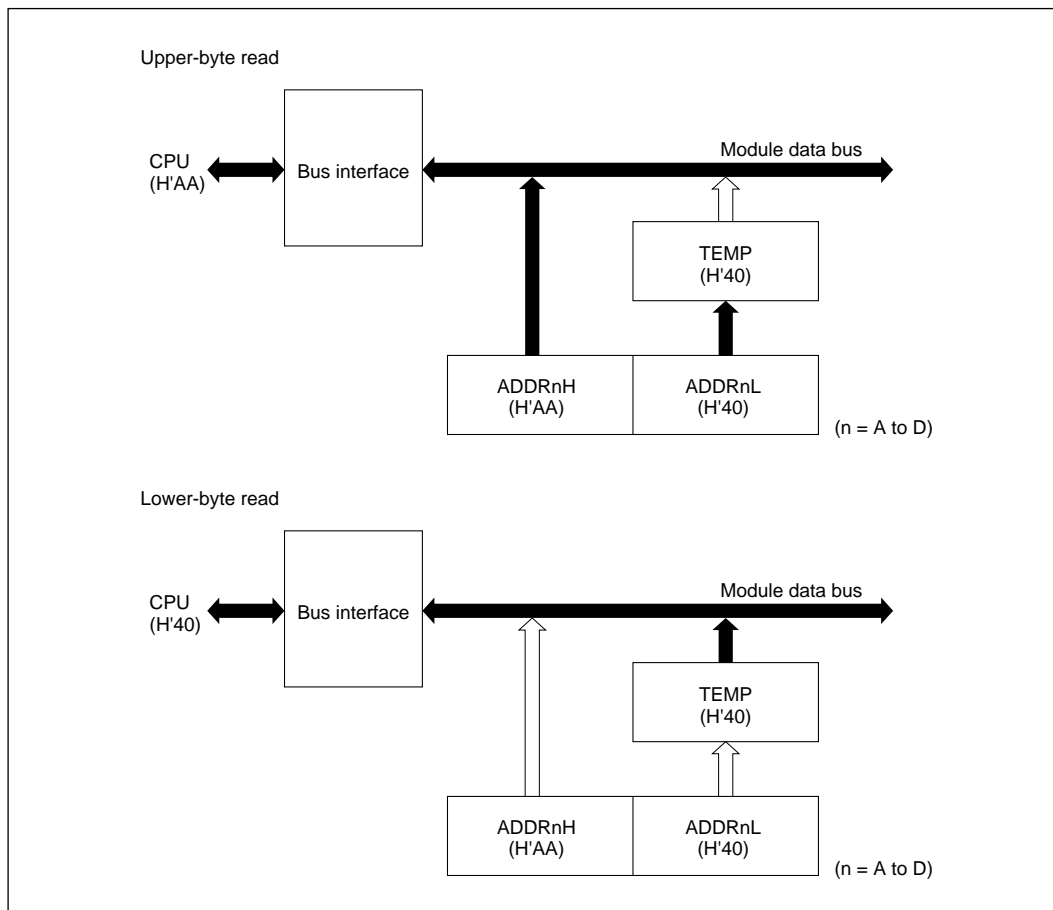 Upper-byte read
CPU
(H'AA)
Bus interface
Module data bus
TEMP
(H'40)
ADDRnH
(H'AA)
ADDRnL
(H'40)
(n = A to D)
Lower-byte read
CPU
(H'40)
Bus interface
Module data bus
TEMP
(H'40)
ADDRnH
(H'AA)
ADDRnL
(H'40)
(n = A to D)